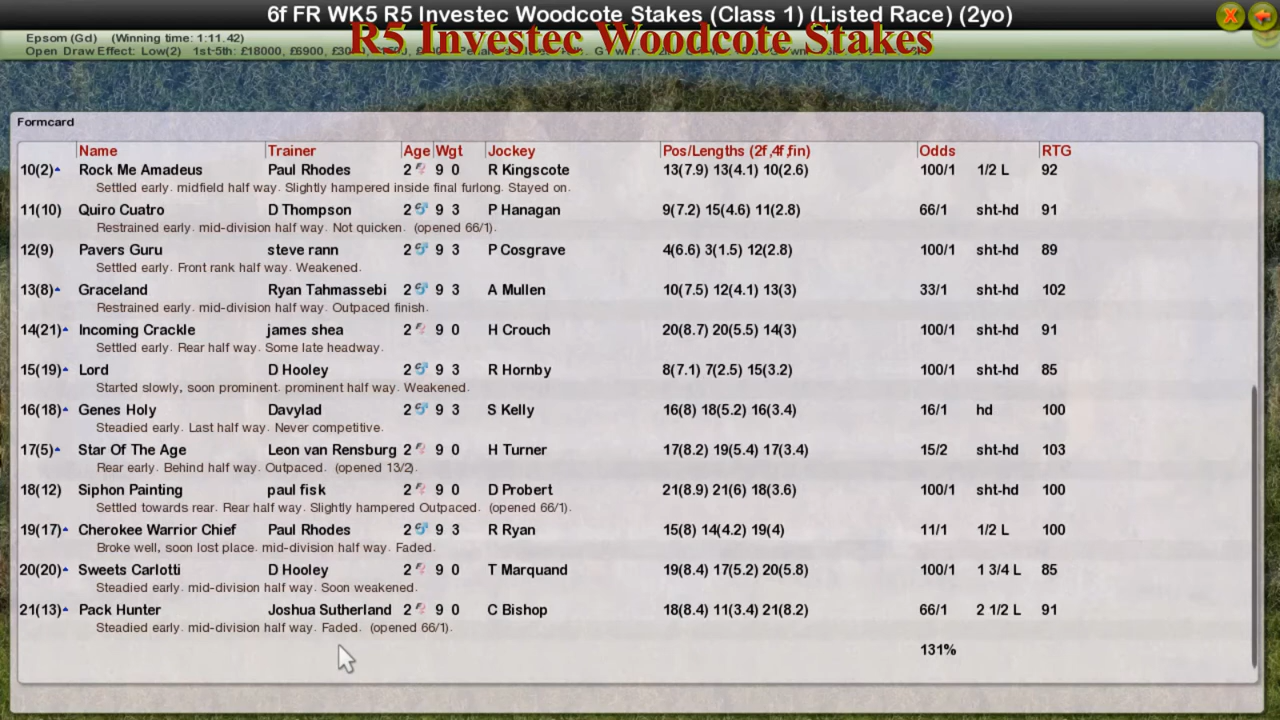 6f FR WK5 R5 Investec Woodcote Stakes (Class 1) (Listed Race) (2yo)
R5 Investec Woodcote Stakes
Epsom (Gd) (Winning time: 1:11.42)
Open Draw Effect: Low(2) 1st-5th: £18000, £6900,
Formcard
Name Trainer Age Wgt Jockey Pos/Lengths (2f,4f,fin) Odds RTG
10(2) Rock Me Amadeus Paul Rhodes 2 9 0 R Kingscote 13(7.9) 13(4.1) 10(2.6) 100/1 1/2 L 92
Settled early. midfield half way. Slightly hampered inside final furlong. Stayed on.
11(10) Quiro Cuatro D Thompson 2 9 3 P Hanagan 9(7.2) 15(4.6) 11(2.8) 66/1 sht-hd 91
Restrained early. mid-division half way. Not quicken. (opened 66/1).
12(9) Pavers Guru steve rann 2 9 3 P Cosgrave 4(6.6) 3(1.5) 12(2.8) 100/1 sht-hd 89
Settled early. Front rank half way. Weakened.
13(8) Graceland Ryan Tahmassebi 2 9 3 A Mullen 10(7.5) 12(4.1) 13(3) 33/1 sht-hd 102
Restrained early. mid-division half way. Outpaced finish.
14(21) Incoming Crackle james shea 2 9 0 H Crouch 20(8.7) 20(5.5) 14(3) 100/1 sht-hd 91
Settled early. Rear half way. Some late headway.
15(19) Lord D Hooley 2 9 3 R Hornby 8(7.1) 7(2.5) 15(3.2) 100/1 sht-hd 85
Started slowly, soon prominent. prominent half way. Weakened.
16(18) Genes Holy Davylad 2 9 3 S Kelly 16(8) 18(5.2) 16(3.4) 16/1 hd 100
Steadied early. Last half way. Never competitive.
17(5) Star Of The Age Leon van Rensburg 2 9 0 H Turner 17(8.2) 19(5.4) 17(3.4) 15/2 sht-hd 103
Rear early. Behind half way. Outpaced. (opened 13/2).
18(12) Siphon Painting paul fisk 2 9 0 D Probert 21(8.9) 21(6) 18(3.6) 100/1 sht-hd 100
Settled towards rear. Rear half way. Slightly hampered Outpaced. (opened 66/1).
19(17) Cherokee Warrior Chief Paul Rhodes 2 9 3 R Ryan 15(8) 14(4.2) 19(4) 11/1 1/2 L 100
Broke well, soon lost place. mid-division half way. Faded.
20(20) Sweets Carlotti D Hooley 2 9 0 T Marquand 19(8.4) 17(5.2) 20(5.8) 100/1 1 3/4 L 85
Steadied early. mid-division half way. Soon weakened.
21(13) Pack Hunter Joshua Sutherland 2 9 0 C Bishop 18(8.4) 11(3.4) 21(8.2) 66/1 2 1/2 L 91
Steadied early. mid-division half way. Faded. (opened 66/1).
131%